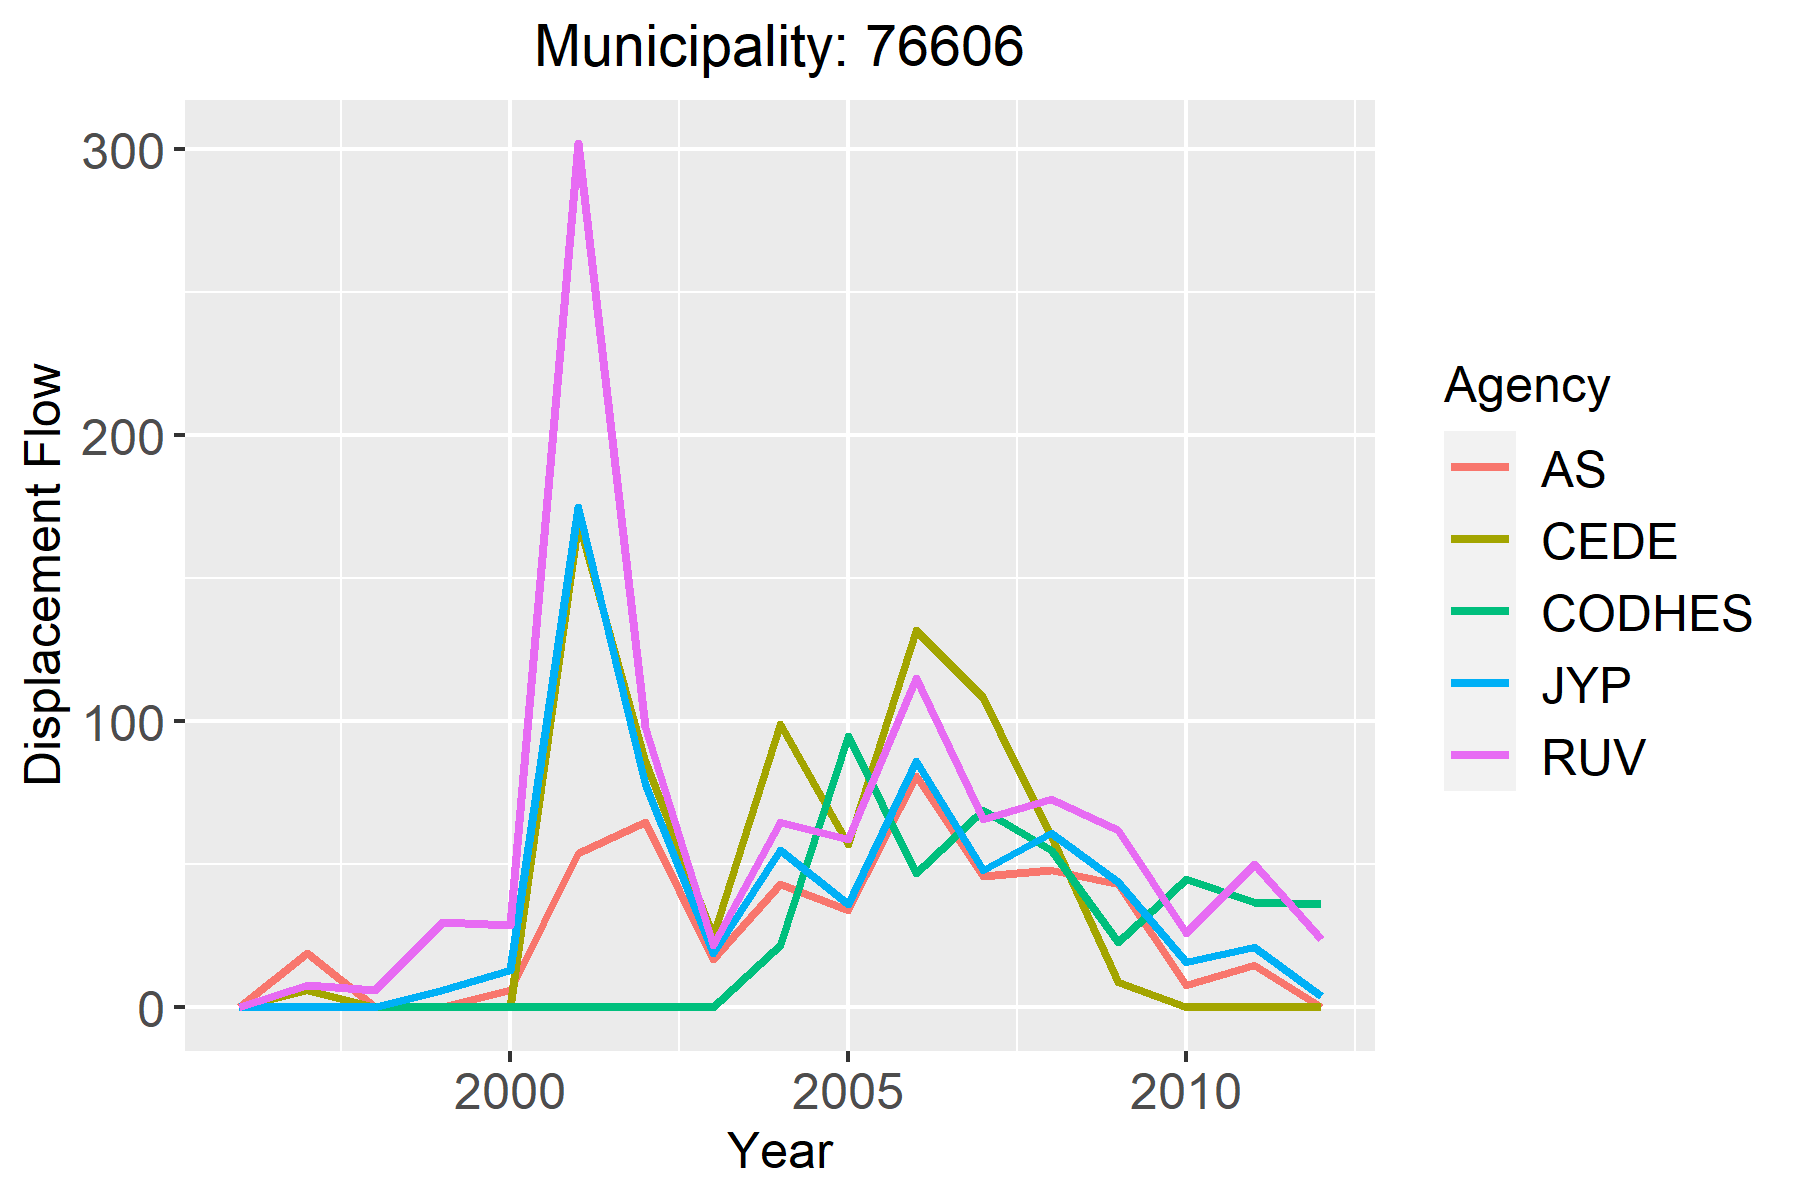 Municipality: 76606
300
200
100
0
Displacement Flow
2000 2005 2010
Year
Agency
AS
CEDE
CODHES
JYP
RUV